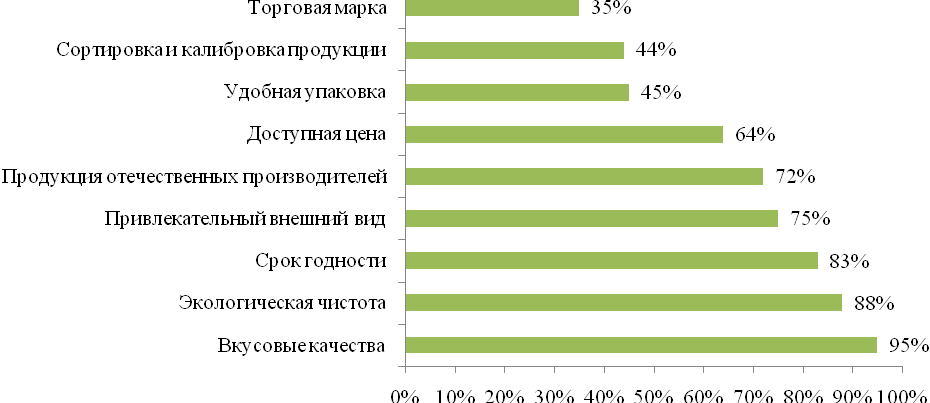 Торговая марка 35%
Сортировка и калибровка продукции 44%
Удобная упаковка 45%
Доступная цена 64%
Продукция отечественных производителей 72%
Привлекательный внешний вид 75%
Срок годности 83%
Экологическая чистота 88%
Вкусовые качества 95%
0% 10% 20% 30% 40% 50% 60% 70% 80% 90% 100%